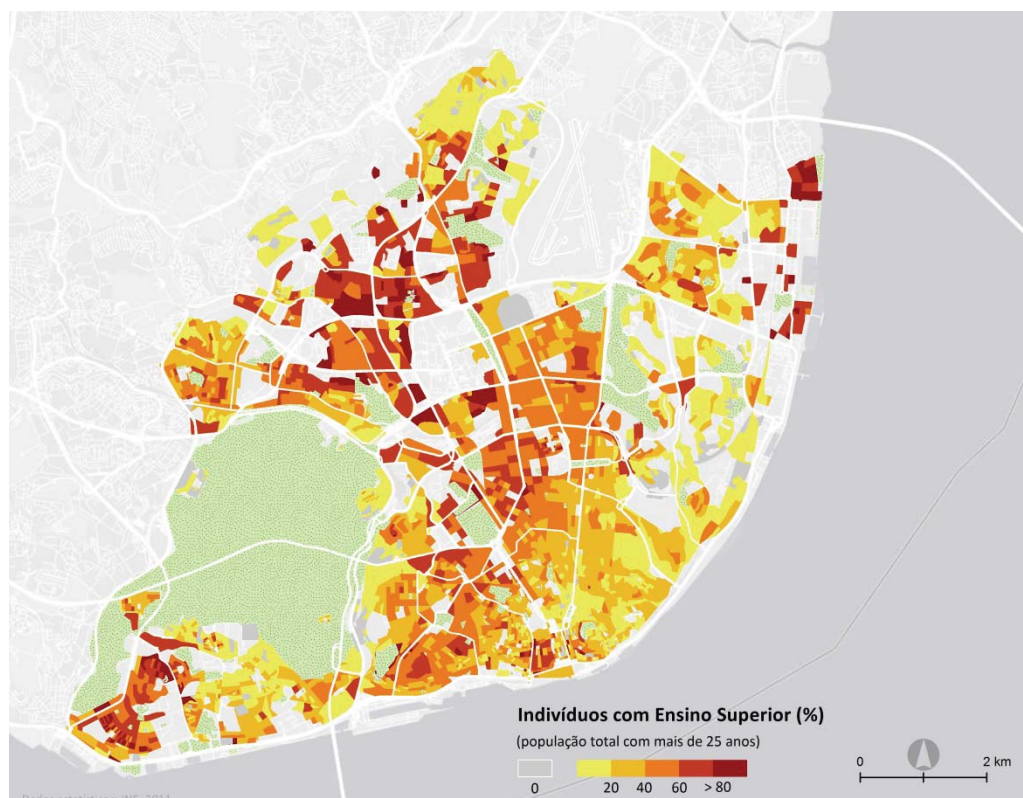 Indivíduos com Ensino Superior (%)
(população total com mais de 25 anos)
0 20 40 60 > 80
0 2 km